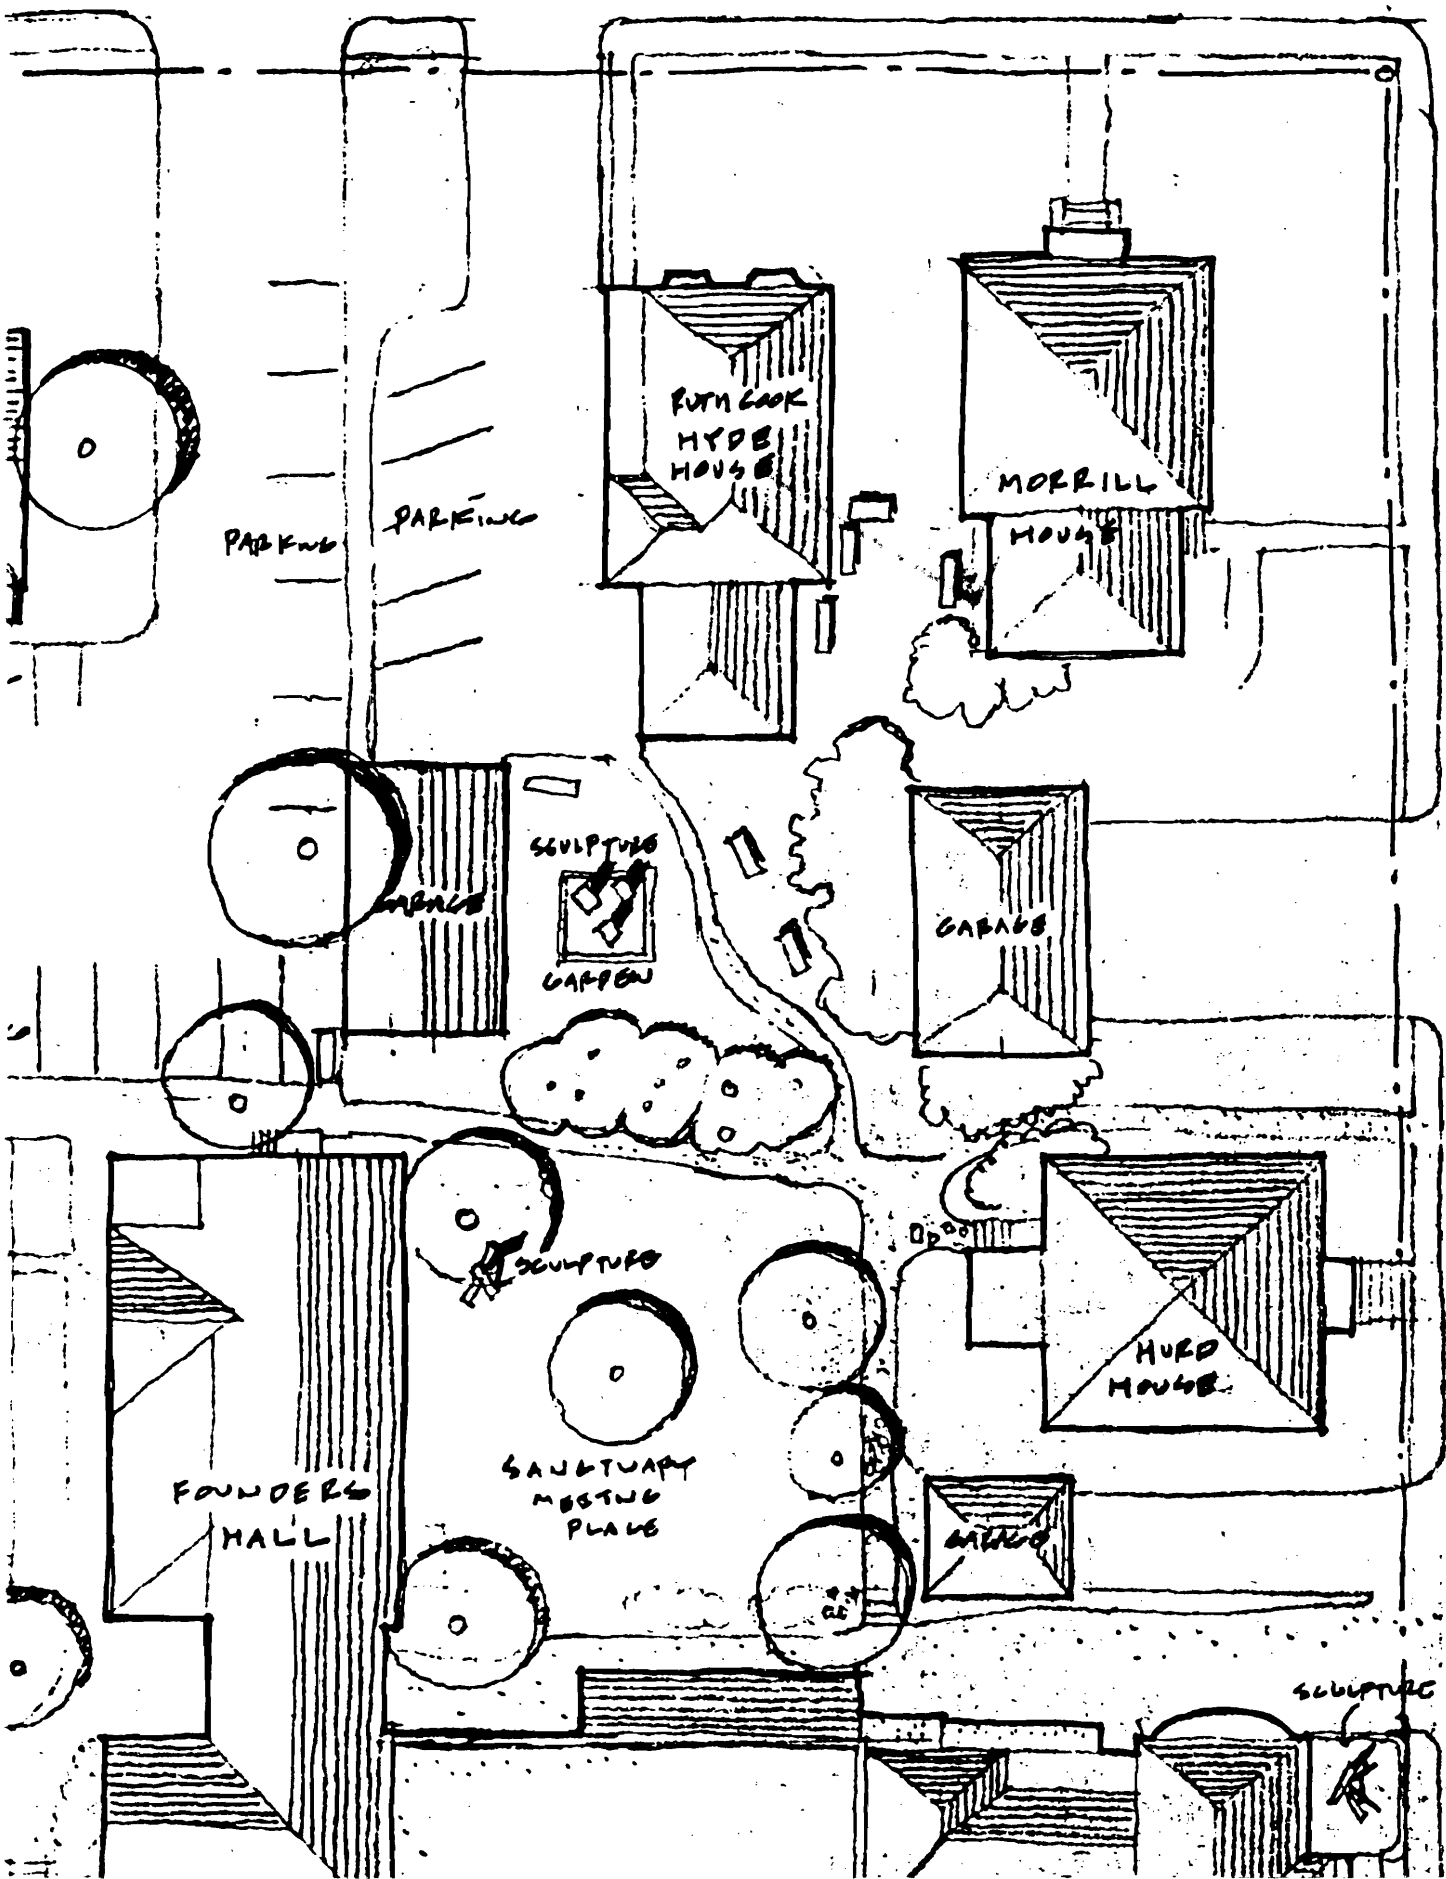 RUTH COOK
HYDE
HOUSE
MORRILL
HOUSE
PARKING
PARKING
SCULPTURE
GARAGE
GARDEN
GARAGE
SCULPTURE
HURD
HOUSE
SANCTUARY
MEETING
PLACE
FOUNDERS
HALL
GARAGE
SCULPTURE